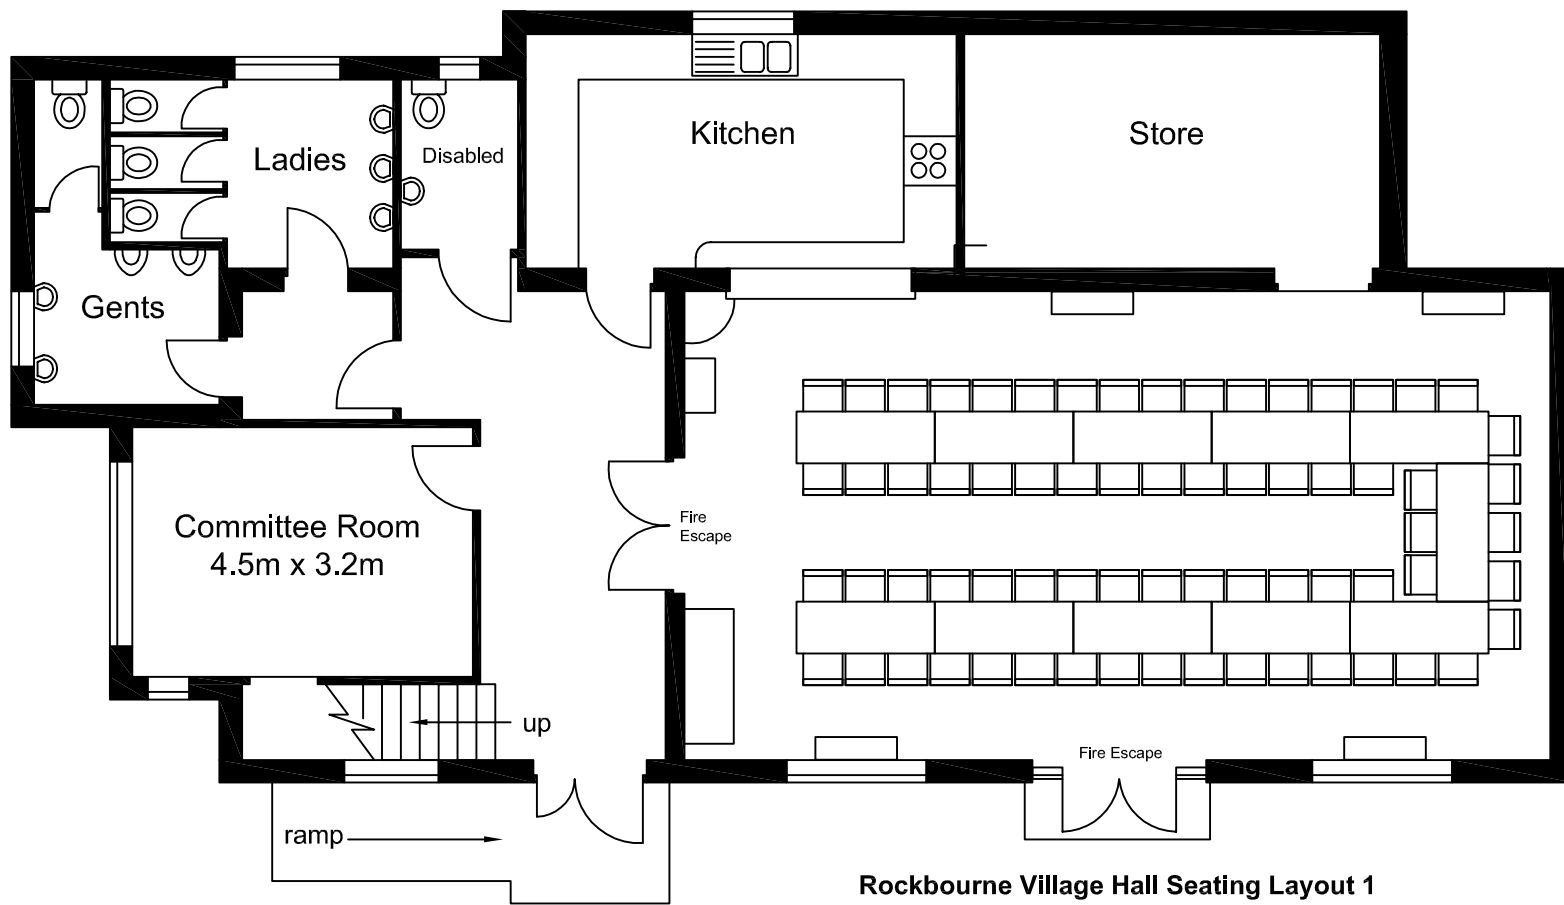 Kitchen
Store
Ladies
Disabled
Gents
Committee Room
4.5m x 3.2m
Fire
Escape
up
Fire Escape
ramp
Rockbourne Village Hall Seating Layout 1